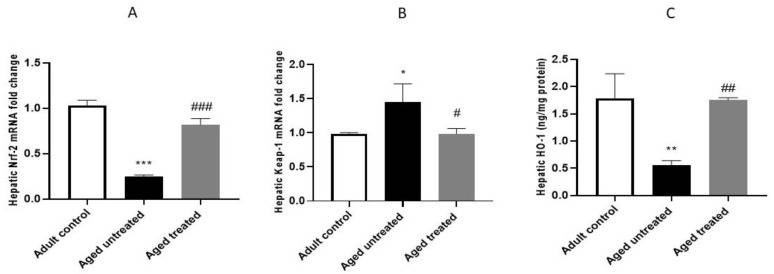 A
Hepatic Nrf-2 mRNA fold change
1.5
1.0
0.5
0.0
***
###
Adult control
Aged untreated
Aged treated
B
Hepatic Keap-1 mRNA fold change
2.0
1.5
1.0
0.5
0.0
*
#
Adult control
Aged untreated
Aged treated
C
Hepatic HO-1 (ng/mg protein)
2.5
2.0
1.5
1.0
0.5
0.0
**
##
Adult control
Aged untreated
Aged treated